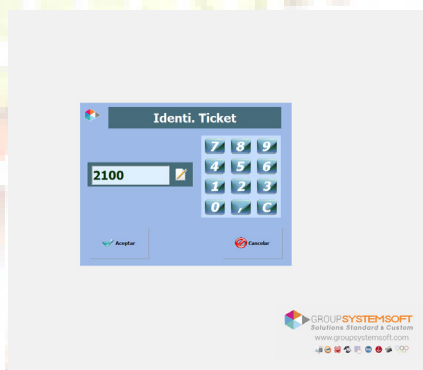 Identi. Ticket
7 8 9
2100
4 5 6
1 2 3
0 , C
Aceptar
Cancelar
GROUPSYSTEMSOFT
Solutions Standard & Custom
www.groupsystemsoft.com